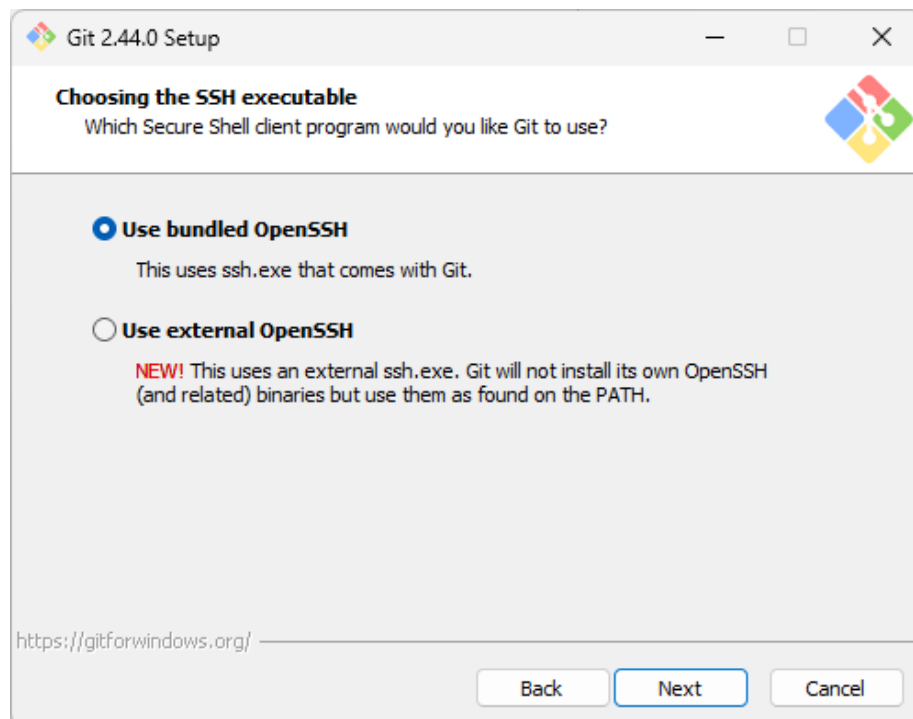 Git 2.44.0 Setup
Choosing the SSH executable
Which Secure Shell client program would you like Git to use?
Use bundled OpenSSH
This uses ssh.exe that comes with Git.
Use external OpenSSH
NEW! This uses an external ssh.exe. Git will not install its own OpenSSH
(and related) binaries but use them as found on the PATH.
https://gitforwindows.org/
Back Next Cancel